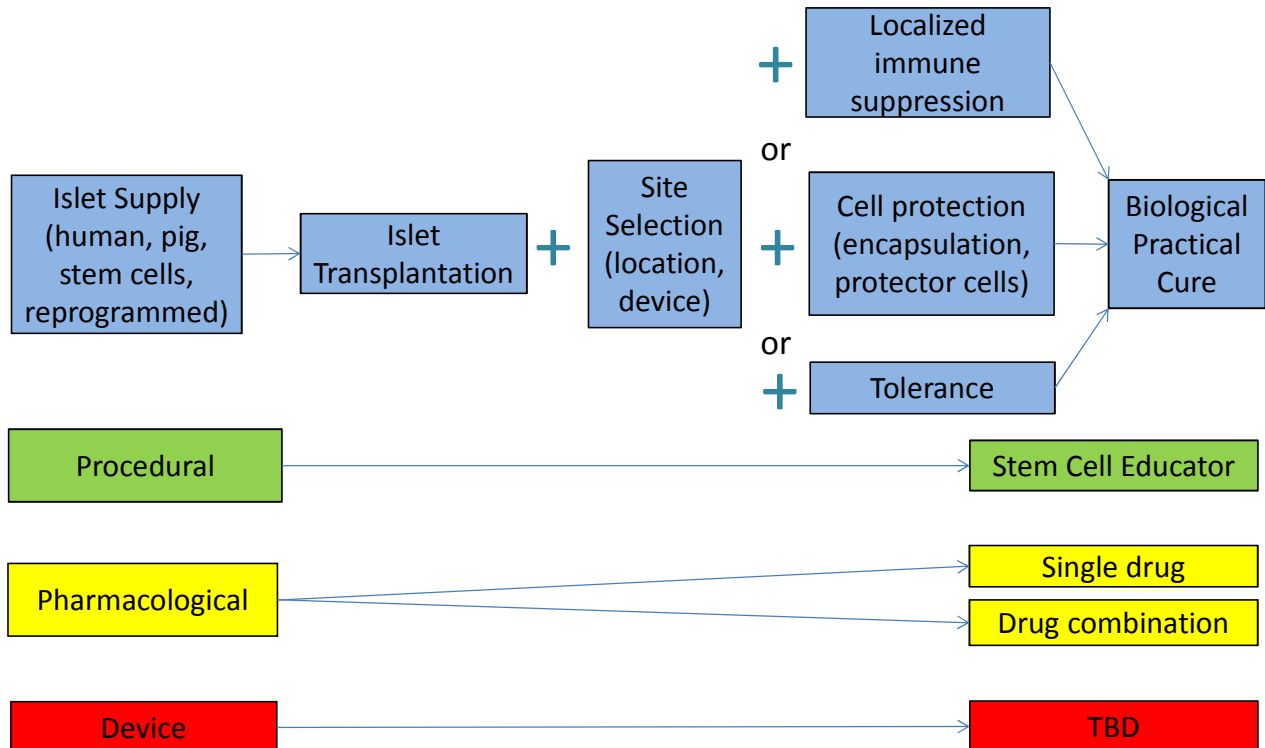 +
Localized
immune
suppression
or
Islet Supply
(human, pig,
stem cells,
reprogrammed)
Islet
Transplantation
+
Site
Selection
(location,
device)
+
Cell protection
(encapsulation,
protector cells)
Biological
Practical
Cure
or
+
Tolerance
Procedural
Stem Cell Educator
Pharmacological
Single drug
Drug combination
Device
TBD